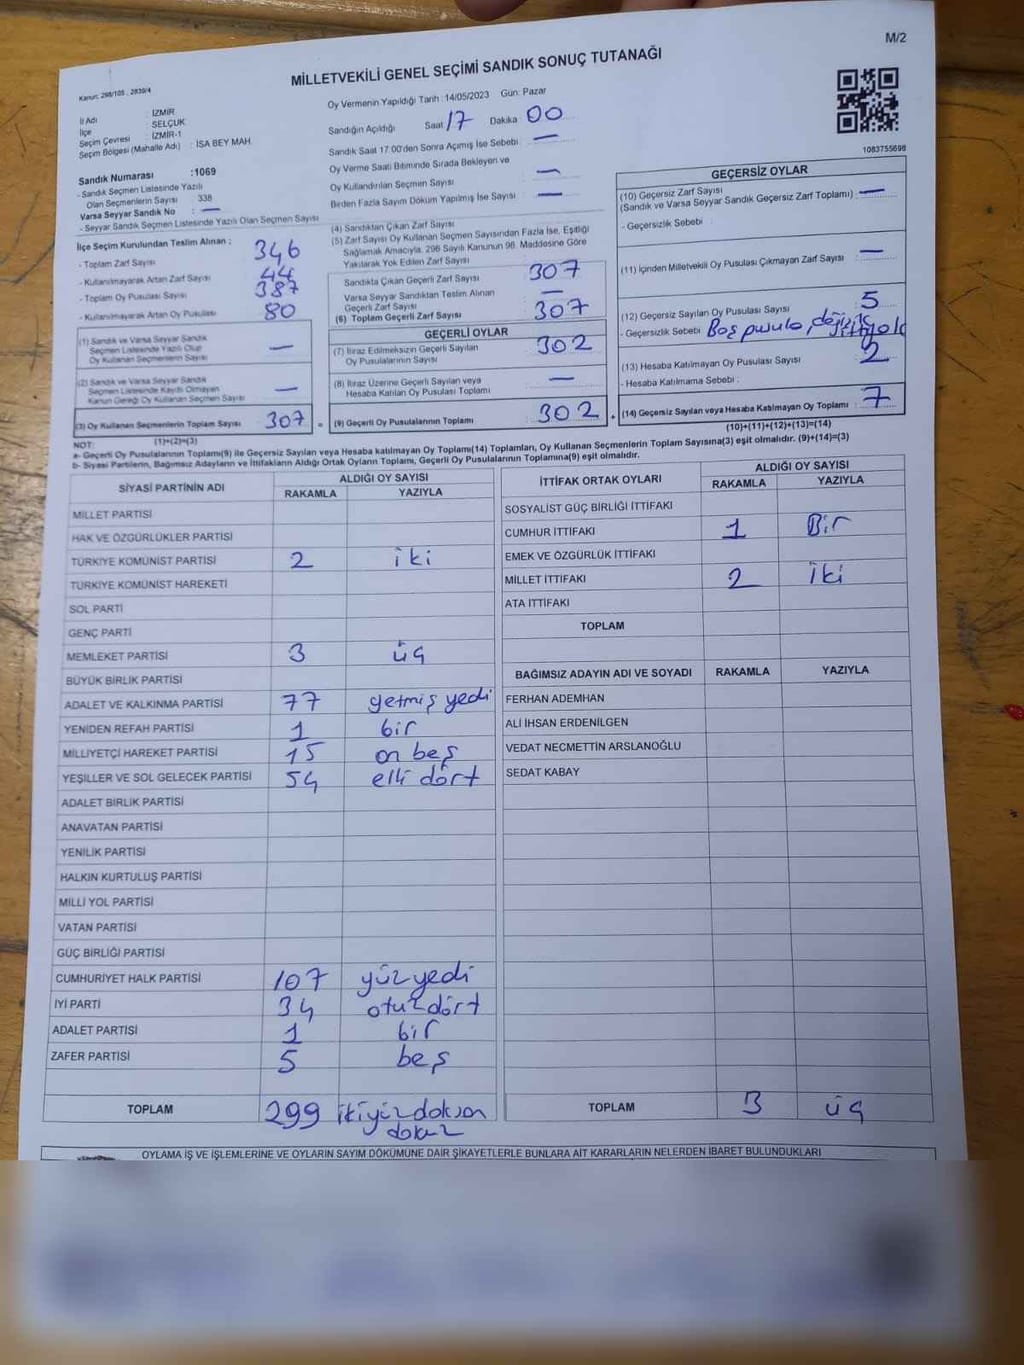 M/2
MİLLETVEKİLİ GENEL SEÇİMİ SANDIK SONUÇ TUTANAĞI
Kanun: 298/105 , 2839/4
İl Adı : İZMİR
İlçe : SELÇUK
Seçim Çevresi : İZMİR-1
Seçim Bölgesi (Mahalle Adı) : İSA BEY MAH.
Sandık Numarası :1069
- Sandık Seçmen Listesinde Yazılı
Olan Seçmenlerin Sayısı : 338
Varsa Seyyar Sandık No : —
- Seyyar Sandık Seçmen Listesinde Yazılı Olan Seçmen Sayısı
İlçe Seçim Kurulundan Teslim Alınan ;
- Toplam Zarf Sayısı 346
- Kullanılmayarak Artan Zarf Sayısı 44
- Toplam Oy Pusulası Sayısı 387
- Kullanılmayarak Artan Oy Pusulası 80
(1) Sandık ve Varsa Seyyar Sandık
Seçmen Listesinde Yazılı Olup
Oy Kullanan Seçmenlerin Sayısı —
(2) Sandık ve Varsa Seyyar Sandık
Seçmen Listesinde Kayıtlı Olmayan
Kanun Gereği Oy Kullanan Seçmen Sayısı —
(3) Oy Kullanan Seçmenlerin Toplam Sayısı 307
(1)+(2)=(3)
Oy Vermenin Yapıldığı Tarih : 14/05/2023 Gün: Pazar
Sandığın Açıldığı Saat 17 Dakika 00
Sandık Saat 17:00'den Sonra Açımış İse Sebebi : —
Oy Verme Saati Bitiminde Sırada Bekleyen ve
Oy Kullandırılan Seçmen Sayısı —
Birden Fazla Sayım Döküm Yapılmış İse Sayısı : —
(4) Sandıktan Çıkan Zarf Sayısı
(5) Zarf Sayısı Oy Kullanan Seçmen Sayısından Fazla İse, Eşitliği
Sağlamak Amacıyla, 298 Sayılı Kanunun 98. Maddesine Göre
Yakılarak Yok Edilen Zarf Sayısı
Sandıkta Çıkan Geçerli Zarf Sayısı 307
Varsa Seyyar Sandıktan Teslim Alınan
Geçerli Zarf Sayısı —
(6) Toplam Geçerli Zarf Sayısı 307
GEÇERLİ OYLAR
(7) İtiraz Edilmeksizin Geçerli Sayılan
Oy Pusulalarının Sayısı 302
(8) İtiraz Üzerine Geçerli Sayılan veya
Hesaba Katılan Oy Pusulası Toplamı —
= (9) Geçerli Oy Pusulalarının Toplamı 302 +
GEÇERSİZ OYLAR
1083755698
(10) Geçersiz Zarf Sayısı
(Sandık ve Varsa Seyyar Sandık Geçersiz Zarf Toplamı) : —
- Geçersizlik Sebebi :
(11) İçinden Milletvekili Oy Pusulası Çıkmayan Zarf Sayısı : —
(12) Geçersiz Sayılan Oy Pusulası Sayısı : 5
- Geçersizlik Sebebi Boş pusula,
(13) Hesaba Katılmayan Oy Pusulası Sayısı : 2
- Hesaba Katılmama Sebebi :
(14) Geçersiz Sayılan veya Hesaba Katılmayan Oy Toplamı : 7
(10)+(11)+(12)+(13)=(14)
NOT:
a- Geçerli Oy Pusulalarının Toplamı(9) ile Geçersiz Sayılan veya Hesaba katılmayan Oy Toplamı(14) Toplamları, Oy Kullanan Seçmenlerin Toplam Sayısına(3) eşit olmalıdır. (9)+(14)=(3)
b- Siyasi Partilerin, Bağımsız Adayların ve İttifakların Aldığı Ortak Oyların Toplamı, Geçerli Oy Pusulalarının Toplamına(9) eşit olmalıdır.
SİYASİ PARTİNİN ADI ALDIĞI OY SAYISI
RAKAMLA YAZIYLA
MİLLET PARTİSİ
HAK VE ÖZGÜRLÜKLER PARTİSİ
TÜRKİYE KOMÜNİST PARTİSİ 2 iki
TÜRKİYE KOMÜNİST HAREKETİ
SOL PARTİ
GENÇ PARTİ
MEMLEKET PARTİSİ 3 üç
BÜYÜK BİRLİK PARTİSİ
ADALET VE KALKINMA PARTİSİ 77 yetmiş yedi
YENİDEN REFAH PARTİSİ 1 bir
MİLLİYETÇİ HAREKET PARTİSİ 15 on beş
YEŞİLLER VE SOL GELECEK PARTİSİ 54 elli dört
ADALET BİRLİK PARTİSİ
ANAVATAN PARTİSİ
YENİLİK PARTİSİ
HALKIN KURTULUŞ PARTİSİ
MİLLİ YOL PARTİSİ
VATAN PARTİSİ
GÜÇ BİRLİĞİ PARTİSİ
CUMHURİYET HALK PARTİSİ 107 yüz yedi
İYİ PARTİ 34 otuz dört
ADALET PARTİSİ 1 bir
ZAFER PARTİSİ 5 beş
TOPLAM 299 ikiyüz doksan
dokuz
İTTİFAK ORTAK OYLARI ALDIĞI OY SAYISI
RAKAMLA YAZIYLA
SOSYALİST GÜÇ BİRLİĞİ İTTİFAKI
CUMHUR İTTİFAKI 1 Bir
EMEK VE ÖZGÜRLÜK İTTİFAKI
MİLLET İTTİFAKI 2 İki
ATA İTTİFAKI
TOPLAM
BAĞIMSIZ ADAYIN ADI VE SOYADI RAKAMLA YAZIYLA
FERHAN ADEMHAN
ALİ İHSAN ERDENİLGEN
VEDAT NECMETTİN ARSLANOĞLU
SEDAT KABAY
TOPLAM 3 üç
OYLAMA İŞ VE İŞLEMLERİNE VE OYLARIN SAYIM DÖKÜMÜNE DAİR ŞİKAYETLERLE BUNLARA AİT KARARLARIN NELERDEN İBARET BULUNDUKLARI